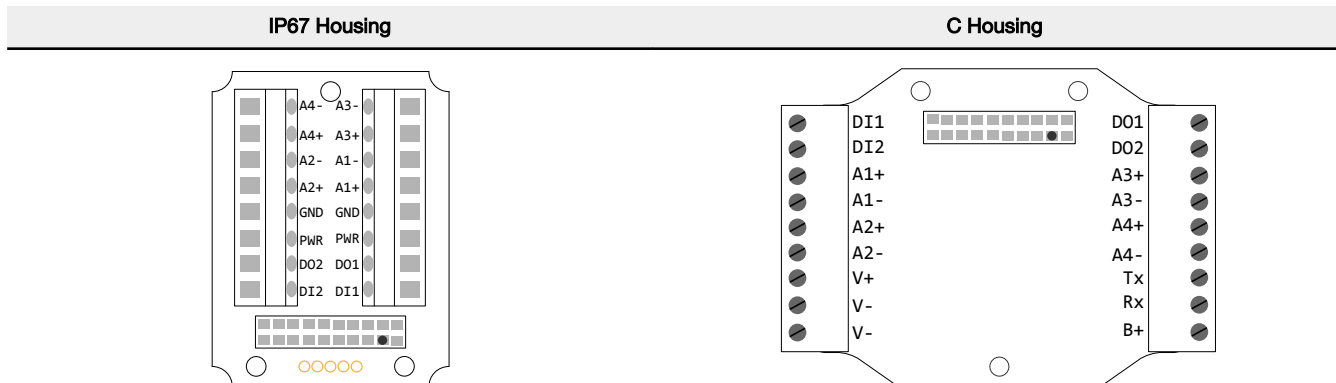 IP67 Housing
C Housing
A4- A3-
A4+ A3+
A2- A1-
A2+ A1+
GND GND
PWR PWR
DO2 DO1
DI2 DI1
DI1 DO1
DI2 DO2
A1+ A3+
A1- A3-
A2+ A4+
A2- A4-
V+ Tx
V- Rx
V- B+